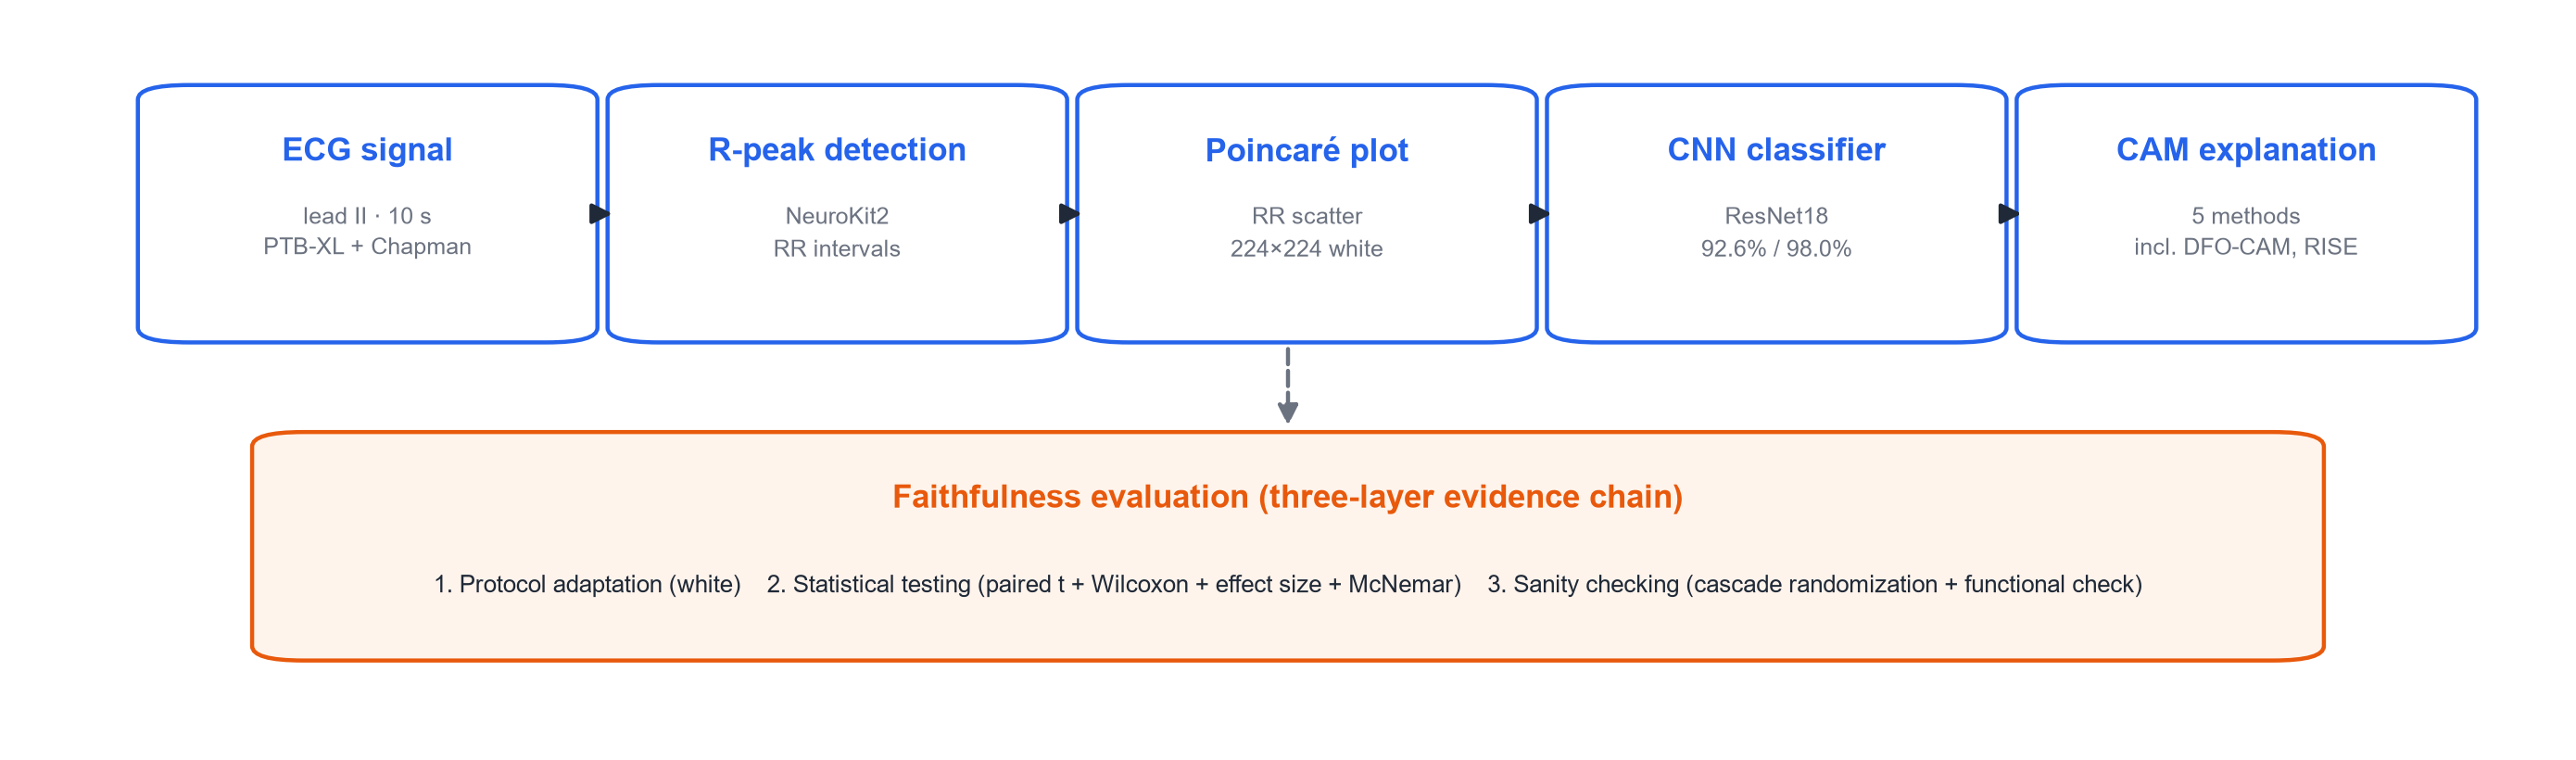 ECG signal
lead II · 10 s
PTB-XL + Chapman
R-peak detection
NeuroKit2
RR intervals
Poincaré plot
RR scatter
224×224 white
CNN classifier
ResNet18
92.6% / 98.0%
CAM explanation
5 methods
incl. DFO-CAM, RISE
Faithfulness evaluation (three-layer evidence chain)
1. Protocol adaptation (white) 2. Statistical testing (paired t + Wilcoxon + effect size + McNemar) 3. Sanity checking (cascade randomization + functional check)